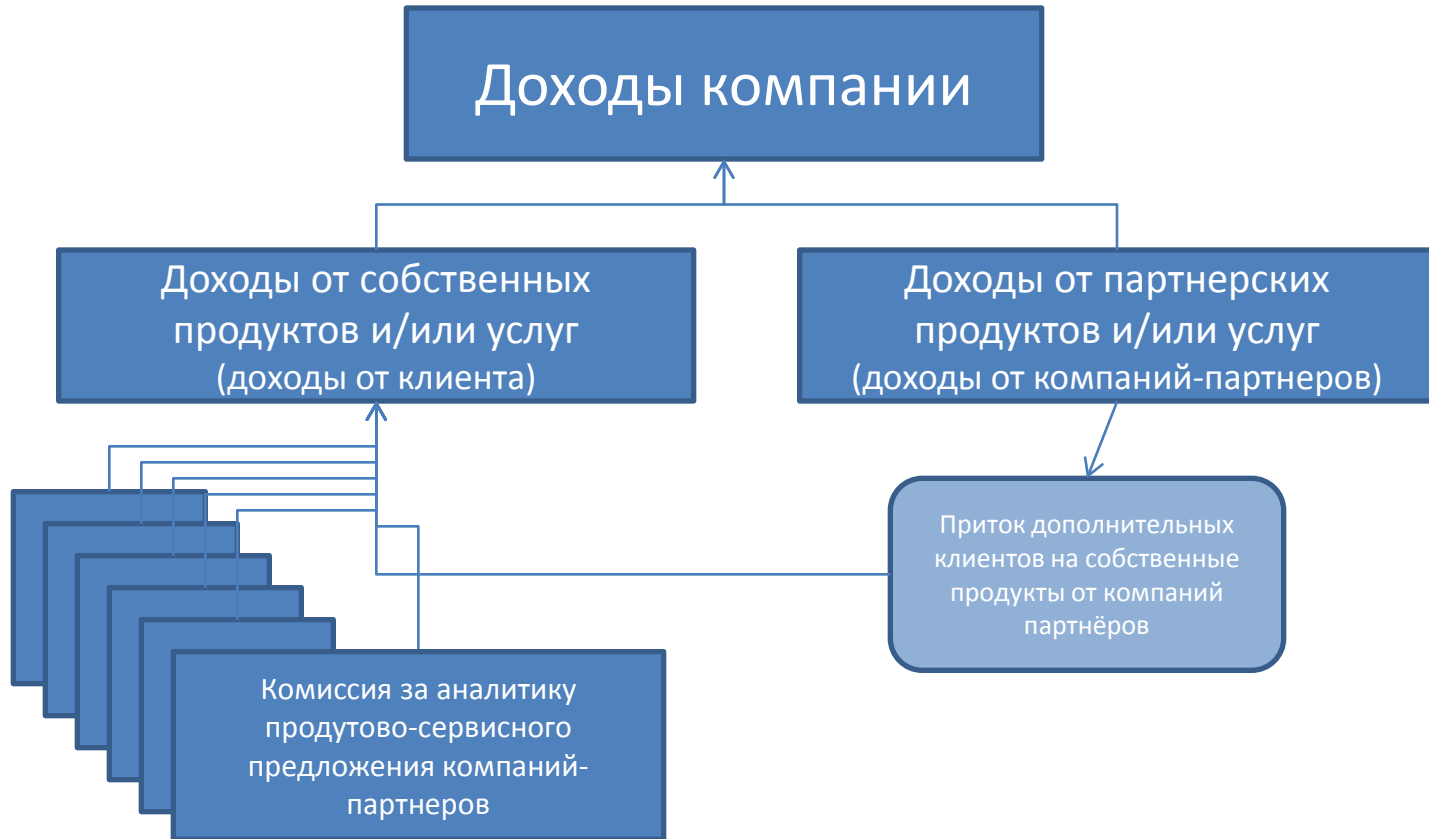 Доходы компании
Доходы от собственных
продуктов и/или услуг
(доходы от клиента)
Доходы от партнерских
продуктов и/или услуг
(доходы от компаний-партнеров)
Приток дополнительных
клиентов на собственные
продукты от компаний
партнёров
Комиссия за аналитику
продутово-сервисного
предложения компаний-
партнеров